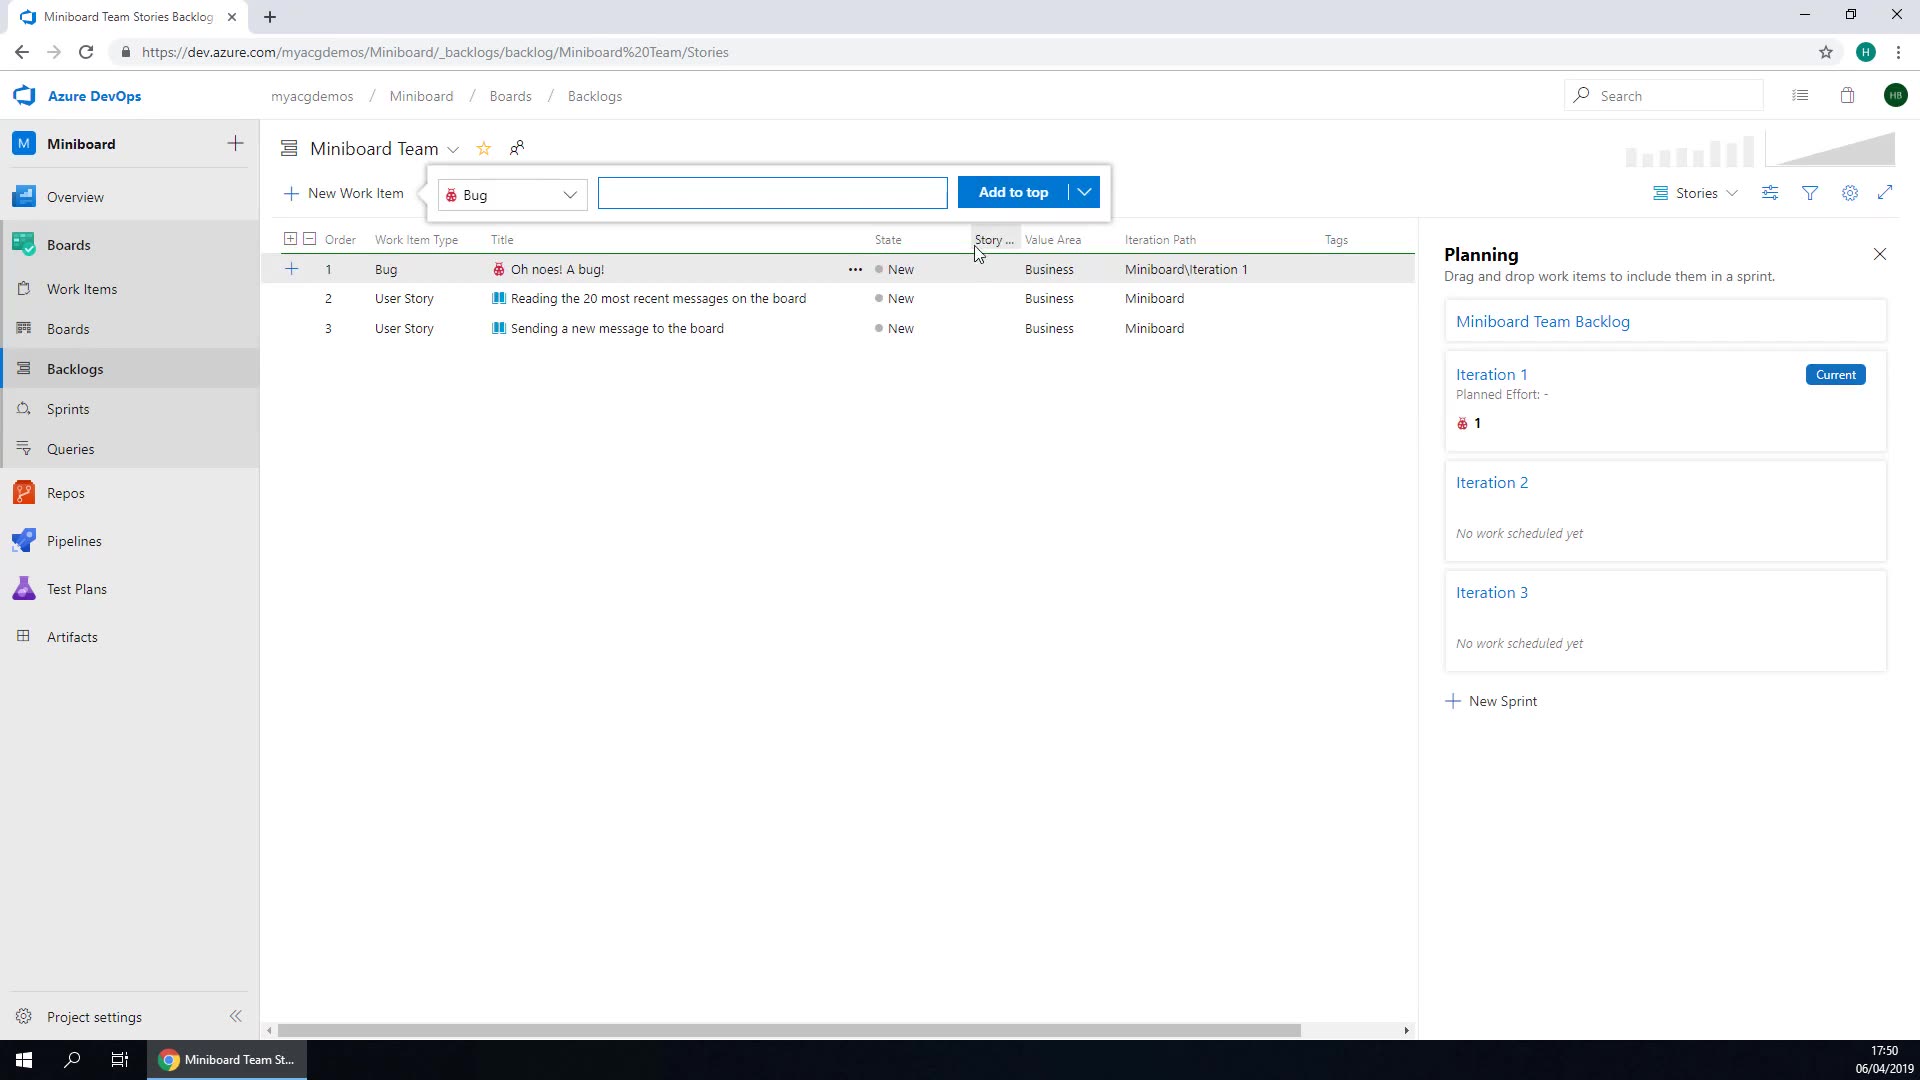 Miniboard Team Stories Backlog
https://dev.azure.com/myacgdemos/Miniboard/_backlogs/backlog/Miniboard%20Team/Stories
H
Azure DevOps
myacgdemos / Miniboard / Boards / Backlogs
Search
HB
M Miniboard
Miniboard Team
New Work Item
Bug
Add to top
Stories
Overview
Boards
Work Items
Boards
Backlogs
Sprints
Queries
Repos
Pipelines
Test Plans
Artifacts
Project settings
Order Work Item Type Title State Story ... Value Area Iteration Path Tags
1 Bug Oh noes! A bug! ... New Business Miniboard\Iteration 1
2 User Story Reading the 20 most recent messages on the board New Business Miniboard
3 User Story Sending a new message to the board New Business Miniboard
Planning
Drag and drop work items to include them in a sprint.
Miniboard Team Backlog
Iteration 1 Current
Planned Effort: -
1
Iteration 2
No work scheduled yet
Iteration 3
No work scheduled yet
New Sprint
Miniboard Team St...
17:50
06/04/2019